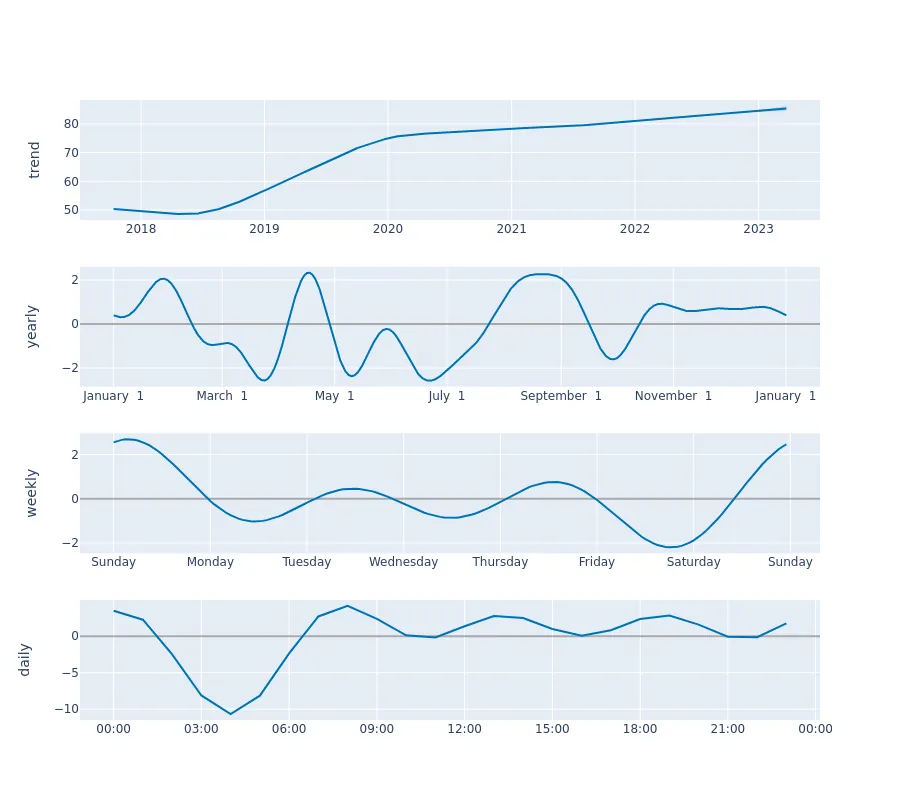 trend
80
70
60
50
2018 2019 2020 2021 2022 2023
yearly
2
0
−2
January 1 March 1 May 1 July 1 September 1 November 1 January 1
weekly
2
0
−2
Sunday Monday Tuesday Wednesday Thursday Friday Saturday Sunday
daily
0
−5
−10
00:00 03:00 06:00 09:00 12:00 15:00 18:00 21:00 00:00